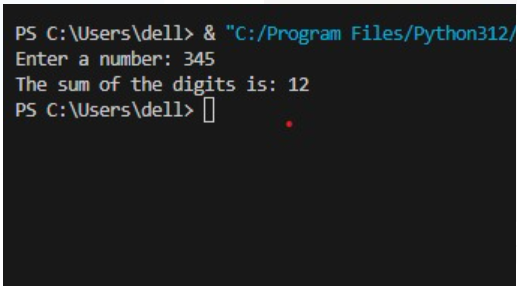 PS C:\Users\dell> & "C:/Program Files/Python312/
Enter a number: 345
The sum of the digits is: 12
PS C:\Users\dell>